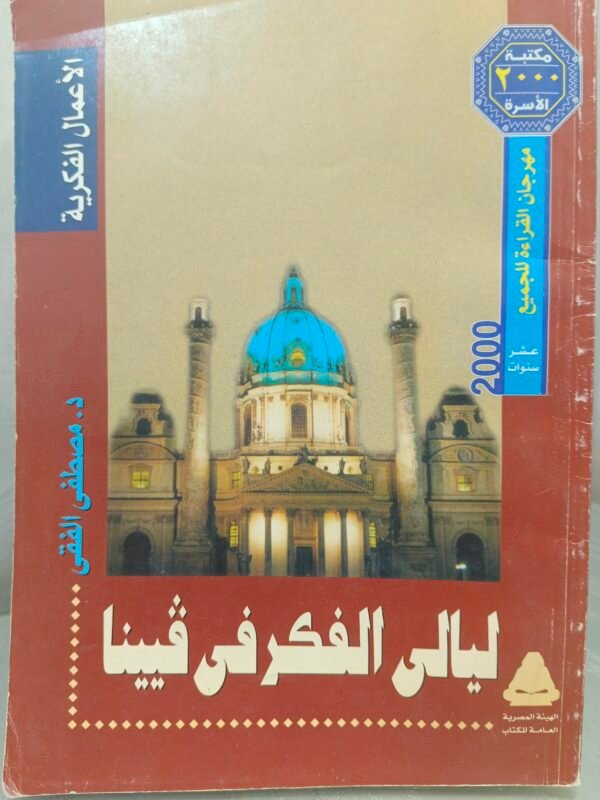 مكتبة
٢٠٠٠
الأسرة
مهرجان القراءة للجميع
عشر
سنوات
2000
الأعمال الفكرية
د. مصطفى الفقى
ليالى الفكر فى ڤيينا
الهيئة المصرية
العامة للكتاب